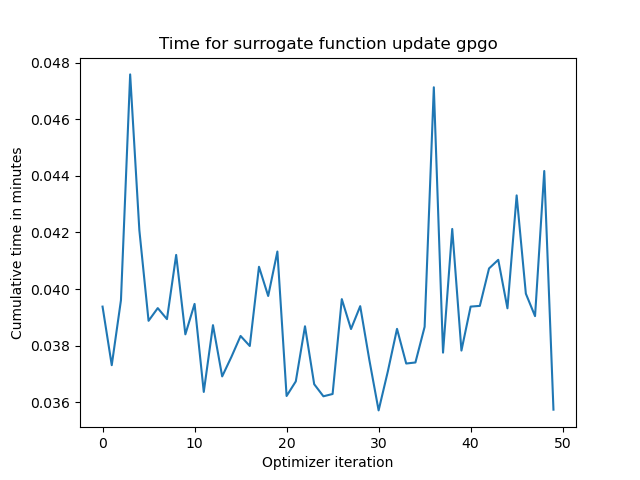 Time for surrogate function update gpgo
Cumulative time in minutes
0.048
0.046
0.044
0.042
0.040
0.038
0.036
0 10 20 30 40 50
Optimizer iteration